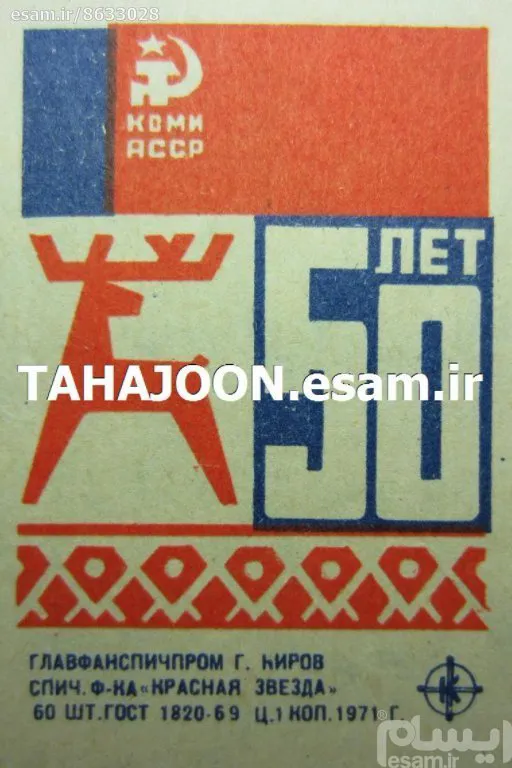 esam.ir/8633028
КОМИ
АССР
ЛЕТ
50
TAHAJOON.esam.ir
ГЛАВФАНСПИЧПРОМ Г. КИРОВ
СПИЧ. Ф-КА «КРАСНАЯ ЗВЕЗДА»
60 ШТ. ГОСТ 1820-69 Ц.1 КОП. 1971 Г.
К
ایسام®
esam.ir